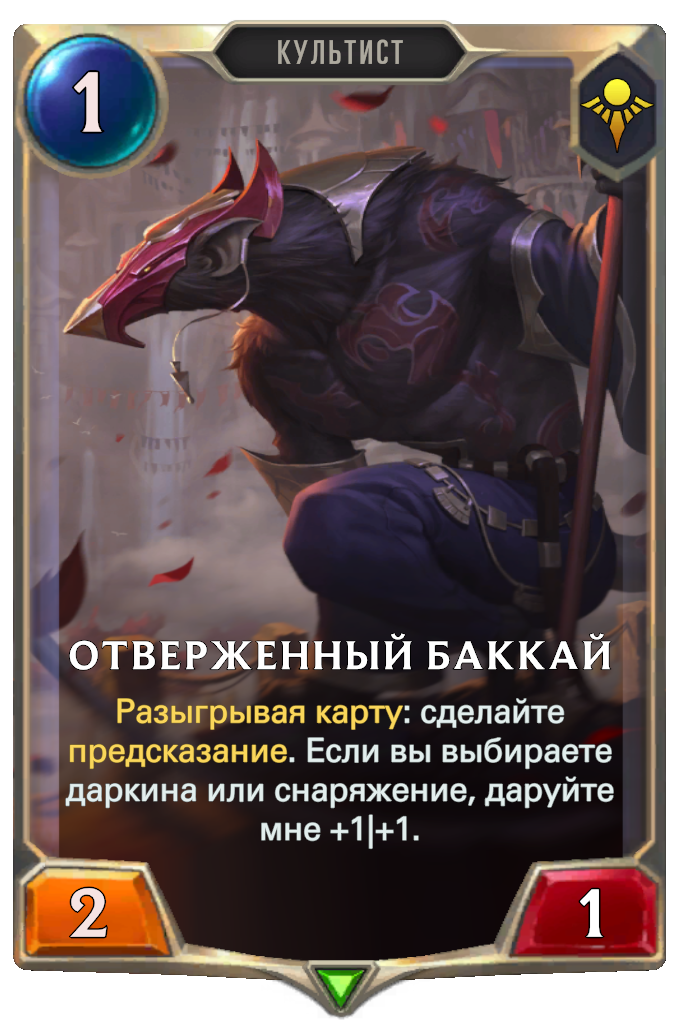 КУЛЬТИСТ
1
ОТВЕРЖЕННЫЙ БАККАЙ
Разыгрывая карту: сделайте
предсказание. Если вы выбираете
даркина или снаряжение, даруйте
мне +1|+1.
2
1